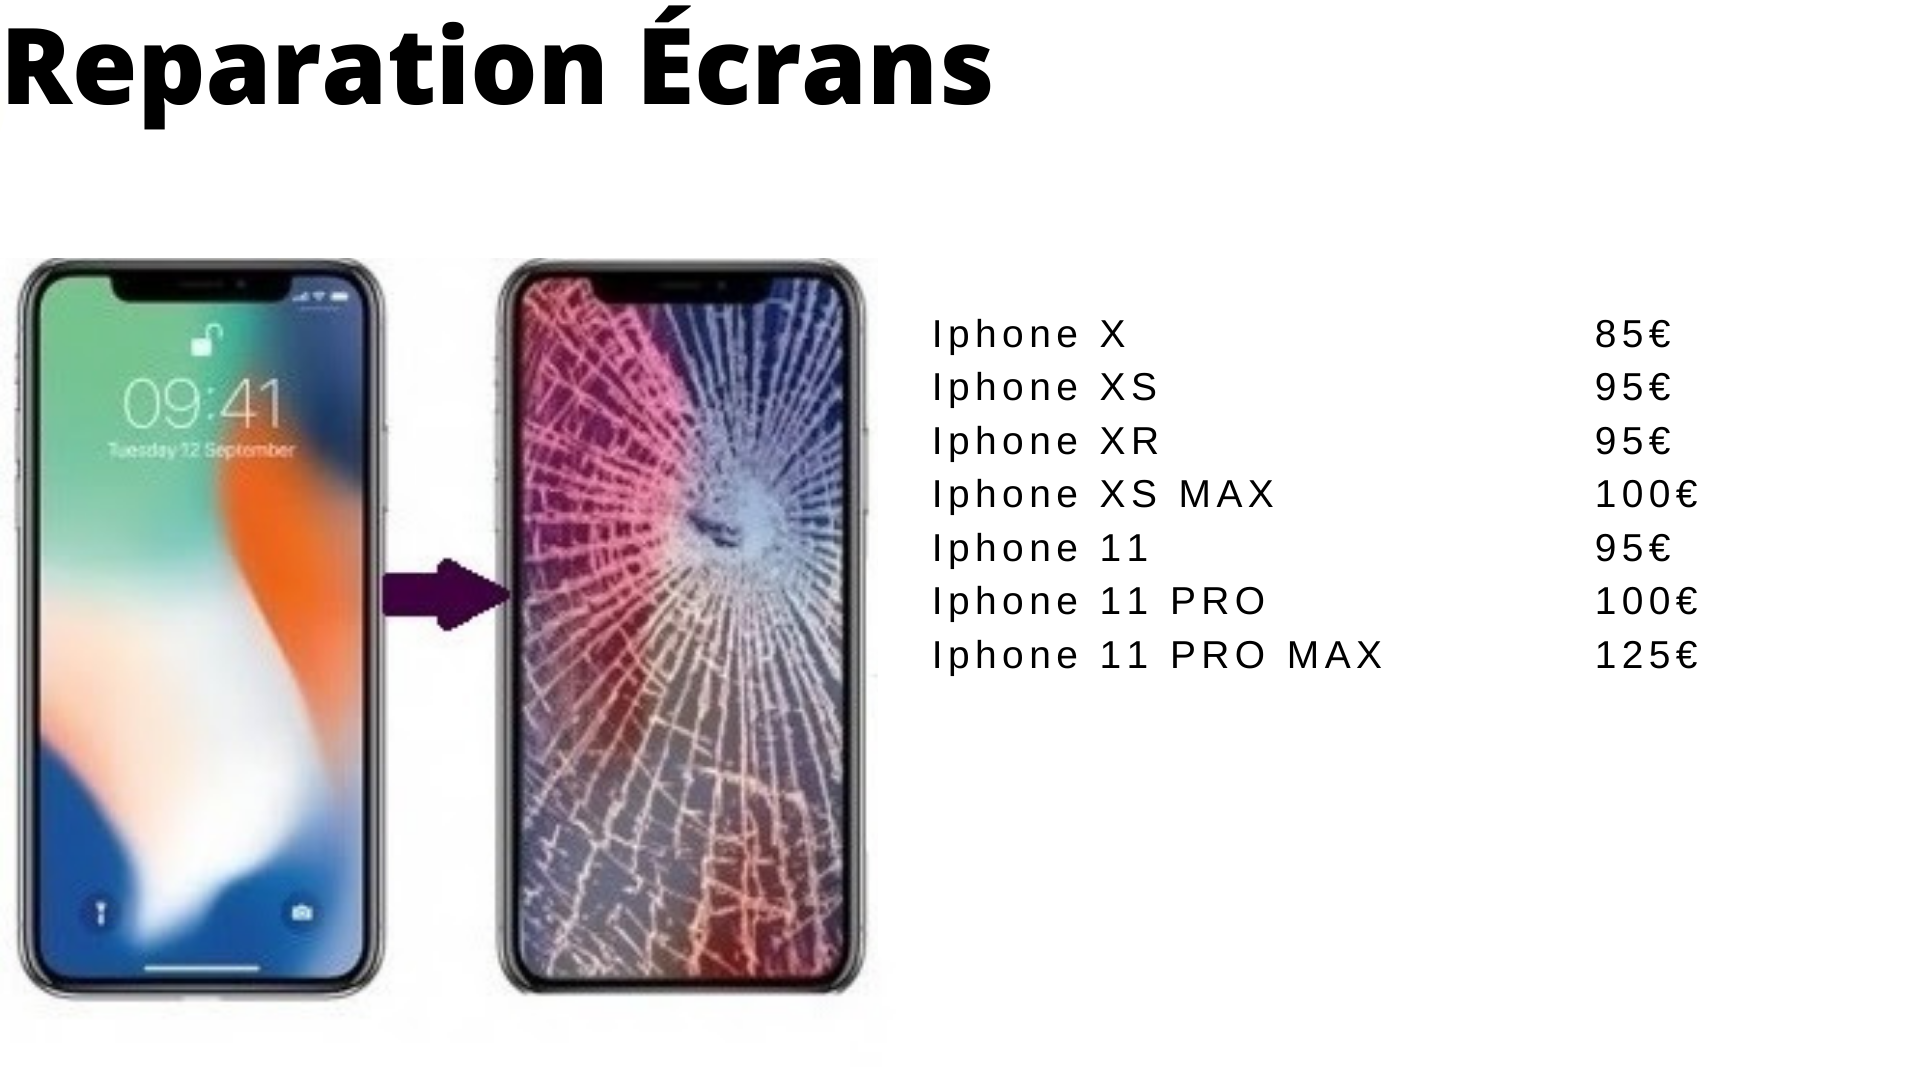 Reparation Écrans
09:41
Tuesday 12 September
Iphone X 85€
Iphone XS 95€
Iphone XR 95€
Iphone XS MAX 100€
Iphone 11 95€
Iphone 11 PRO 100€
Iphone 11 PRO MAX 125€